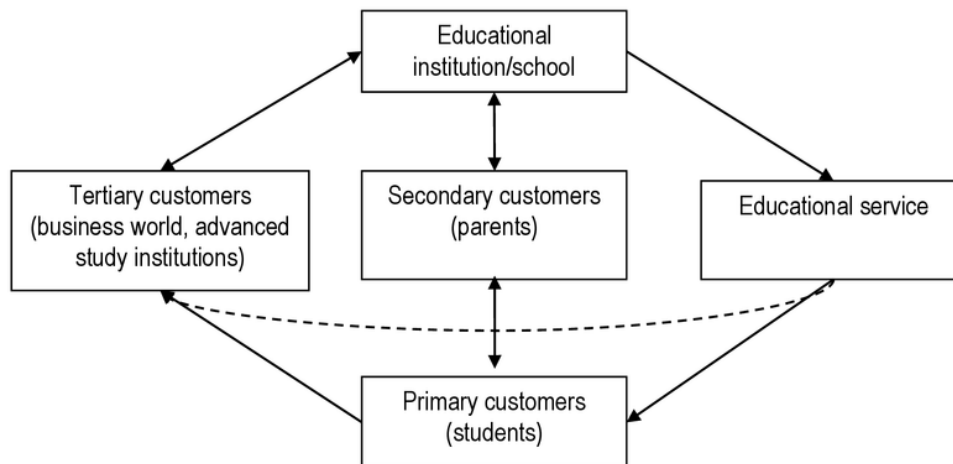 Educational
institution/school
Tertiary customers
(business world, advanced
study institutions)
Secondary customers
(parents)
Educational service
Primary customers
(students)